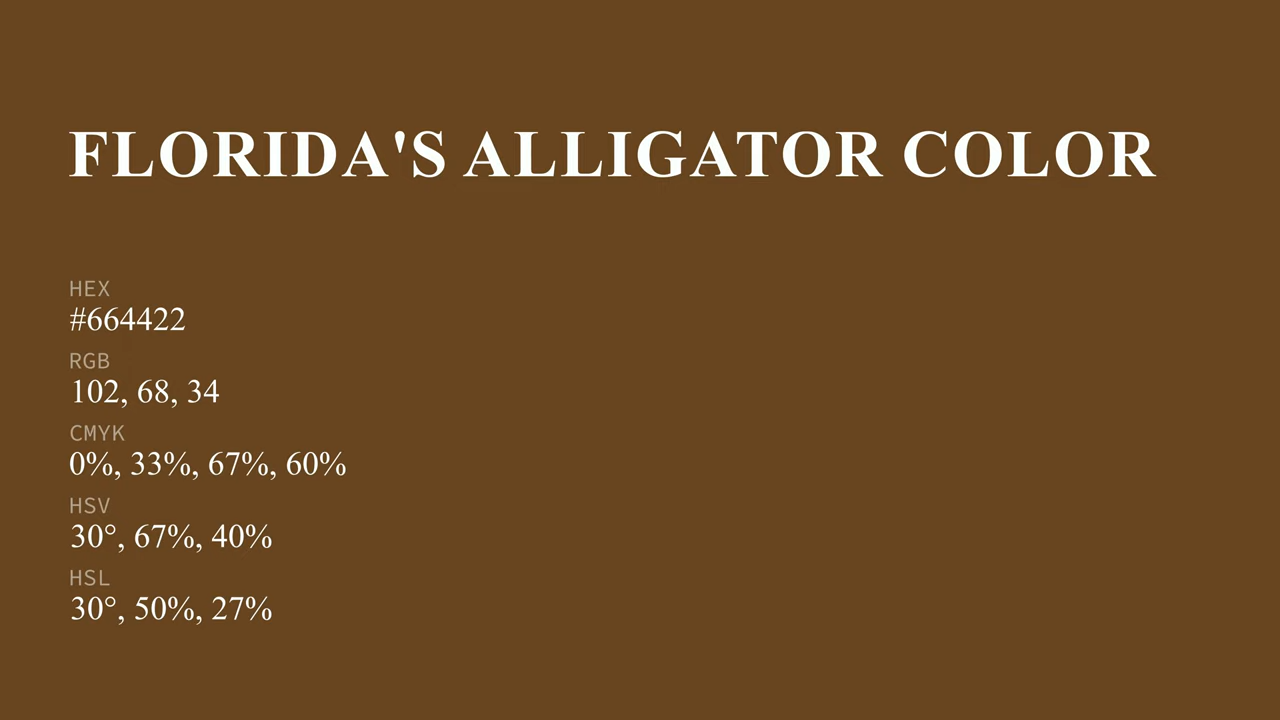 FLORIDA'S ALLIGATOR COLOR
HEX
#664422
RGB
102, 68, 34
CMYK
0%, 33%, 67%, 60%
HSV
30°, 67%, 40%
HSL
30°, 50%, 27%